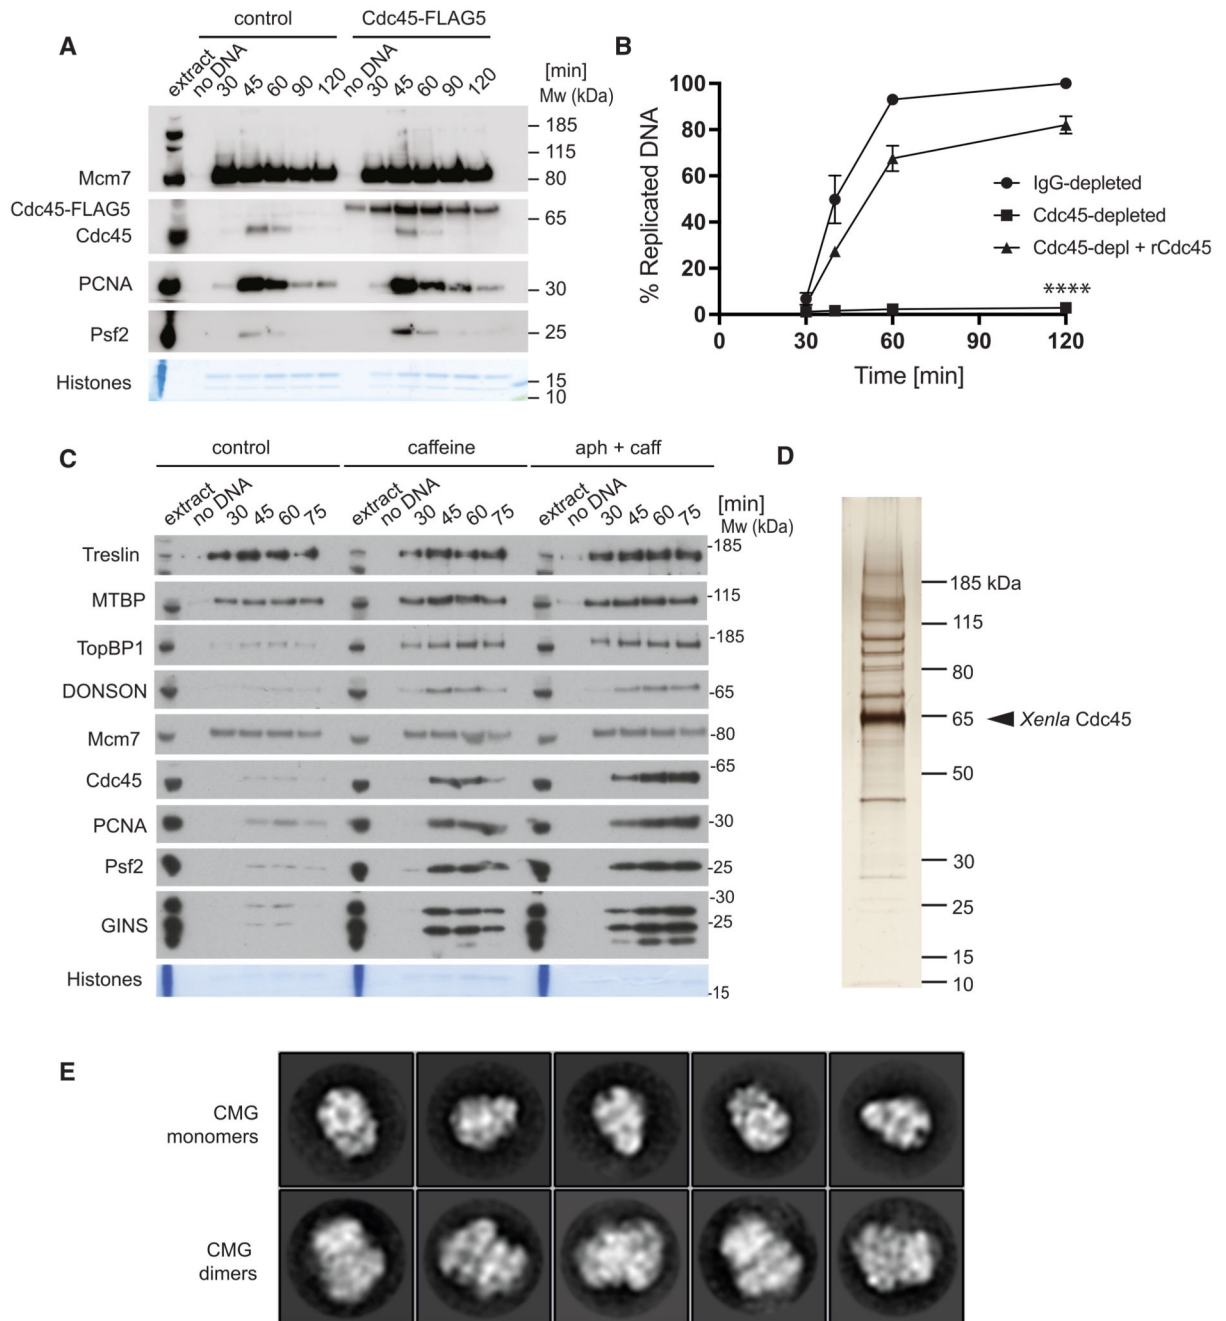 A
control Cdc45-FLAG5
extract no DNA 30 45 60 90 120 no DNA 30 45 60 90 120
[min]
Mw (kDa)
185
115
Mcm7 80
Cdc45-FLAG5
65
Cdc45
PCNA 30
Psf2 25
Histones 15
10
B
% Replicated DNA
100
80
60
40
20
0
0 30 60 90 120
Time [min]
IgG-depleted
Cdc45-depleted
Cdc45-depl + rCdc45
****
C
control caffeine aph + caff
extract no DNA 30 45 60 75 extract no DNA 30 45 60 75 extract no DNA 30 45 60 75
[min]
Mw (kDa)
Treslin -185
MTBP -115
TopBP1 -185
DONSON -65
Mcm7 -80
Cdc45 -65
PCNA -30
Psf2 -25
GINS -30
-25
Histones -15
D
185 kDa
115
80
65 Xenla Cdc45
50
30
25
15
10
E
CMG
monomers
CMG
dimers